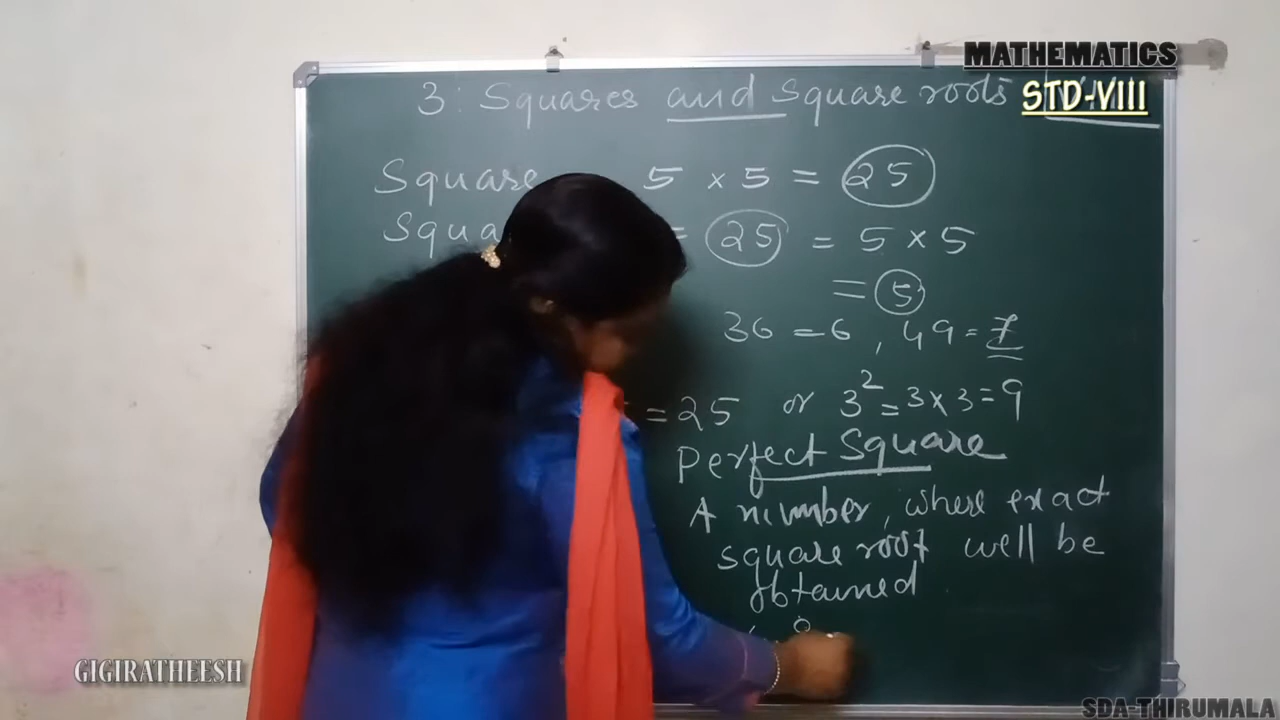 MATHEMATICS
STD-VIII
3: Squares and Square roots
Square 5 × 5 = 25
= 25 = 5 × 5
= 5
36 = 6, 49 = 7
= 25 or 3² = 3 × 3 = 9
Perfect Square
A number, where exact
square root will be
obtained
GIGIRATHEESH
SDA-THIRUMALA